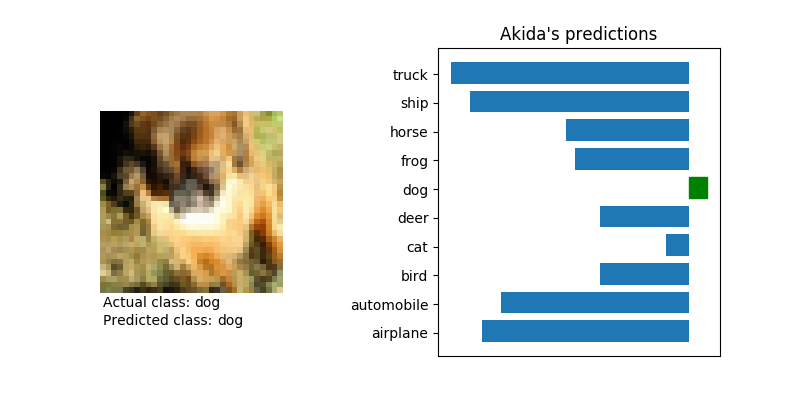 Akida's predictions
truck
ship
horse
frog
dog
deer
cat
bird
automobile
airplane
Actual class: dog
Predicted class: dog